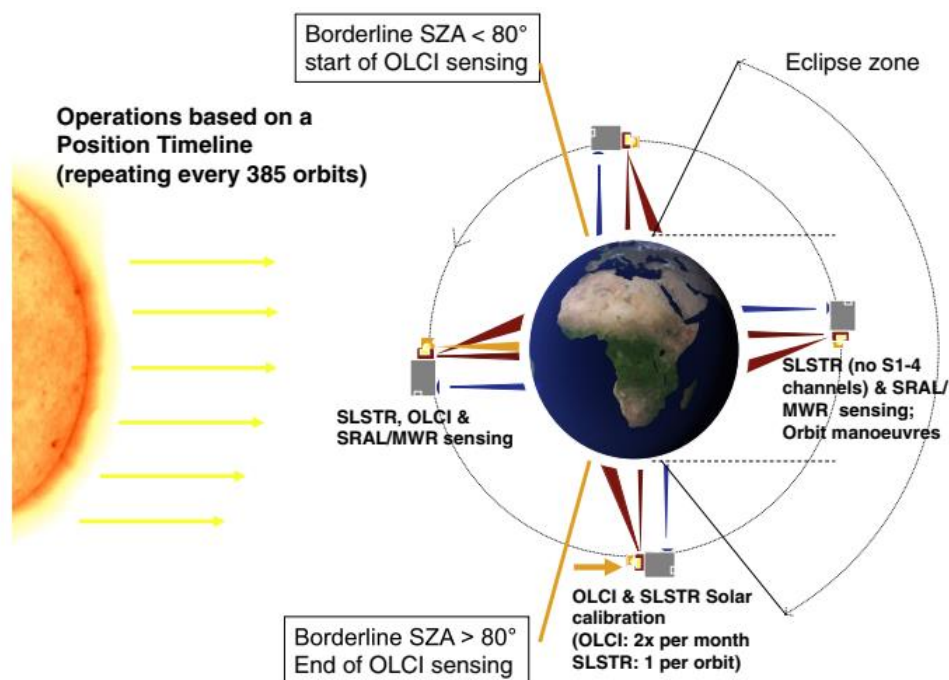 Borderline SZA < 80°
start of OLCI sensing
Eclipse zone
Operations based on a
Position Timeline
(repeating every 385 orbits)
SLSTR, OLCI &
SRAL/MWR sensing
SLSTR (no S1-4
channels) & SRAL/
MWR sensing;
Orbit manoeuvres
OLCI & SLSTR Solar
calibration
(OLCI: 2x per month
SLSTR: 1 per orbit)
Borderline SZA > 80°
End of OLCI sensing